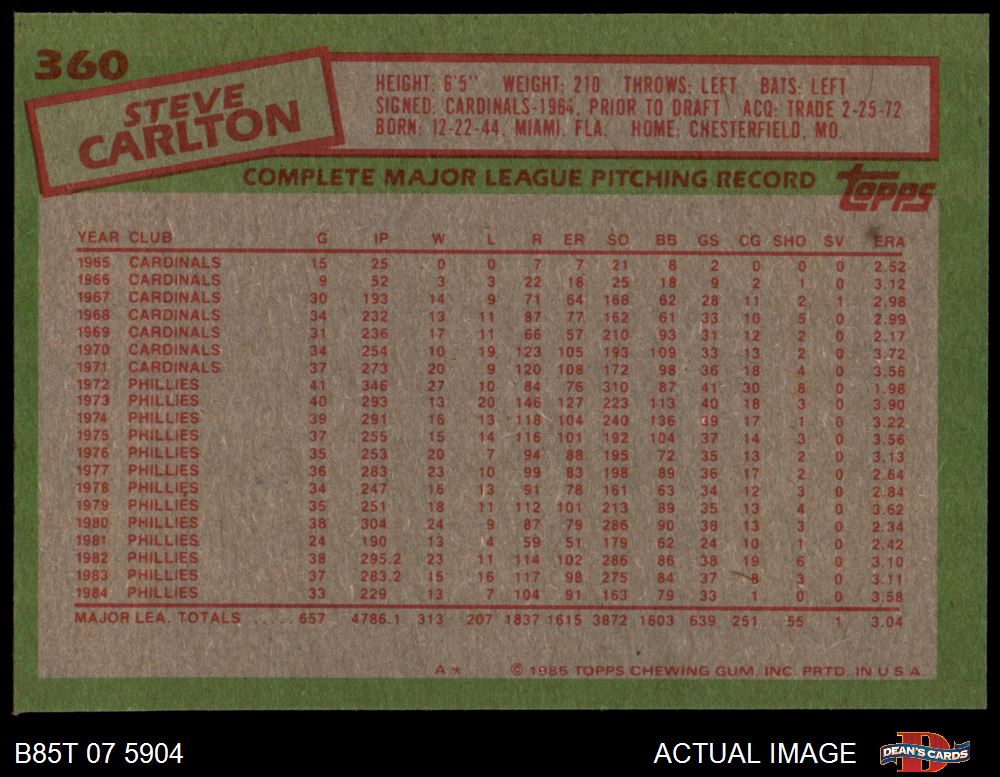 360
STEVE
CARLTON
HEIGHT: 6'5" WEIGHT: 210 THROWS: LEFT BATS: LEFT
SIGNED: CARDINALS-1964, PRIOR TO DRAFT ACQ: TRADE 2-25-72
BORN: 12-22-44, MIAMI, FLA. HOME: CHESTERFIELD, MO.
COMPLETE MAJOR LEAGUE PITCHING RECORD
topps
YEAR CLUB G IP W L R ER SO BB GS CG SHO SV ERA
1965 CARDINALS 15 25 0 0 7 7 21 8 2 0 0 0 2.52
1966 CARDINALS 9 52 3 3 22 18 25 18 9 2 1 0 3.12
1967 CARDINALS 30 193 14 9 71 64 168 62 28 11 2 1 2.98
1968 CARDINALS 34 232 13 11 87 77 162 61 33 10 5 0 2.99
1969 CARDINALS 31 236 17 11 66 57 210 93 31 12 2 0 2.17
1970 CARDINALS 34 254 10 19 123 105 193 109 33 13 2 0 3.72
1971 CARDINALS 37 273 20 9 120 108 172 98 36 18 4 0 3.56
1972 PHILLIES 41 346 27 10 84 76 310 87 41 30 8 0 1.98
1973 PHILLIES 40 293 13 20 146 127 223 113 40 18 3 0 3.90
1974 PHILLIES 39 291 16 13 118 104 240 136 39 17 1 0 3.22
1975 PHILLIES 37 255 15 14 116 101 192 104 37 14 3 0 3.56
1976 PHILLIES 35 253 20 7 94 88 195 72 35 13 2 0 3.13
1977 PHILLIES 36 283 23 10 99 83 198 89 36 17 2 0 2.64
1978 PHILLIES 34 247 16 13 91 78 161 63 34 12 3 0 2.84
1979 PHILLIES 35 251 18 11 112 101 213 89 35 13 4 0 3.62
1980 PHILLIES 38 304 24 9 87 79 286 90 38 13 3 0 2.34
1981 PHILLIES 24 190 13 4 59 51 179 62 24 10 1 0 2.42
1982 PHILLIES 38 295.2 23 11 114 102 286 86 38 19 6 0 3.10
1983 PHILLIES 37 283.2 15 16 117 98 275 84 37 8 3 0 3.11
1984 PHILLIES 33 229 13 7 104 91 163 79 33 1 0 0 3.58
MAJOR LEA. TOTALS ..... 657 4786.1 313 207 1837 1615 3872 1603 639 251 55 1 3.04
A★ © 1985 TOPPS CHEWING GUM, INC. PRTD. IN U.S.A.
B85T 07 5904 ACTUAL IMAGE D DEAN'S CARDS